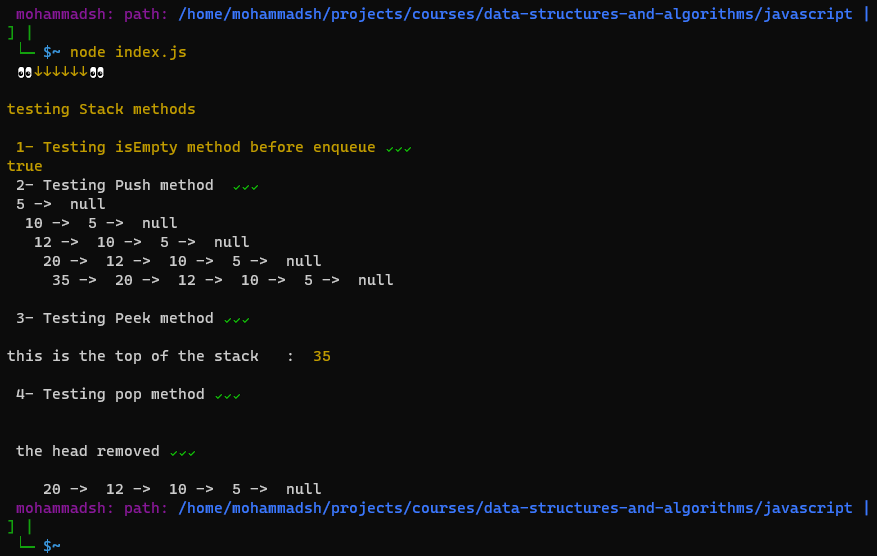 mohammadsh: path: /home/mohammadsh/projects/courses/data-structures-and-algorithms/javascript |
] |
└─ $~ node index.js
👀↓↓↓↓↓↓👀
testing Stack methods
1- Testing isEmpty method before enqueue ✓✓✓
true
2- Testing Push method  ✓✓✓
5 ->  null
10 ->  5 ->  null
12 ->  10 ->  5 ->  null
20 ->  12 ->  10 ->  5 ->  null
35 ->  20 ->  12 ->  10 ->  5 ->  null
3- Testing Peek method ✓✓✓
this is the top of the stack   :  35
4- Testing pop method ✓✓✓
the head removed ✓✓✓
20 ->  12 ->  10 ->  5 ->  null
mohammadsh: path: /home/mohammadsh/projects/courses/data-structures-and-algorithms/javascript |
] |
└─ $~